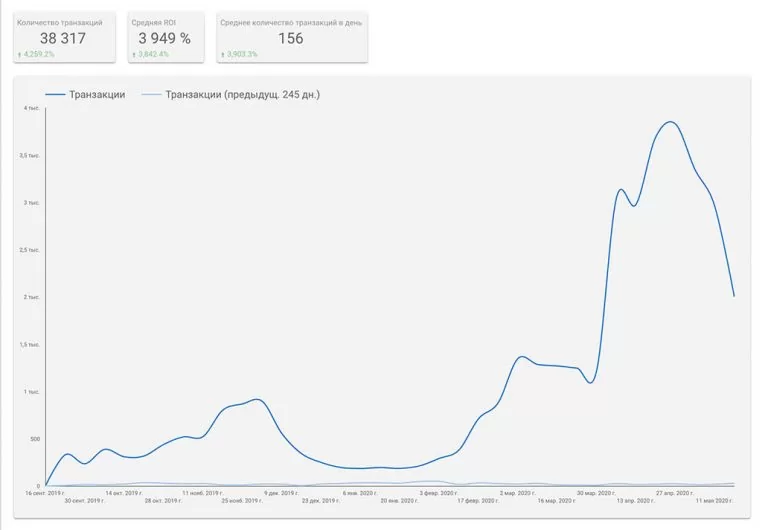 Количество транзакций
38 317
4,259.2%
Средняя ROI
3 949 %
3,842.4%
Среднее количество транзакций в день
156
3,903.3%
Транзакции
Транзакции (предыдущ. 245 дн.)
4 тыс.
3,5 тыс.
3 тыс.
2,5 тыс.
2 тыс.
1,5 тыс.
1 тыс.
500
0
16 сент. 2019 г.
14 окт. 2019 г.
11 нояб. 2019 г.
9 дек. 2019 г.
6 янв. 2020 г.
3 февр. 2020 г.
2 мар. 2020 г.
30 мар. 2020 г.
27 апр. 2020 г.
30 сент. 2019 г.
28 окт. 2019 г.
25 нояб. 2019 г.
23 дек. 2019 г.
20 янв. 2020 г.
17 февр. 2020 г.
16 мар. 2020 г.
13 апр. 2020 г.
11 мая 2020 г.